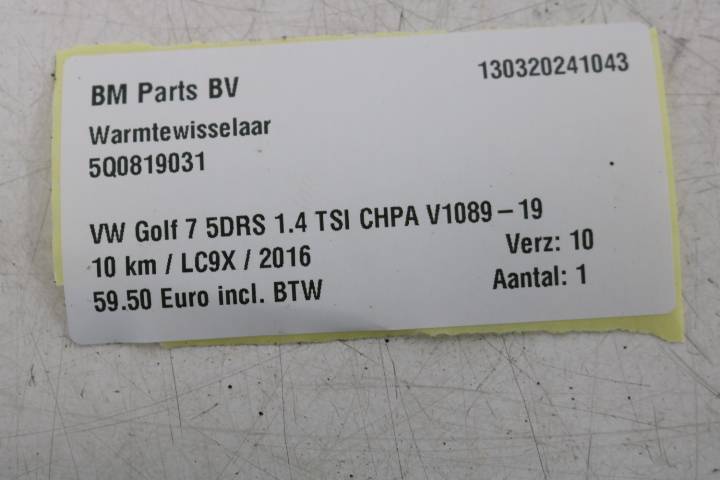 BM Parts BV 130320241043
Warmtewisselaar
5Q0819031
VW Golf 7 5DRS 1.4 TSI CHPA V1089 – 19
10 km / LC9X / 2016 Verz: 10
59.50 Euro incl. BTW Aantal: 1